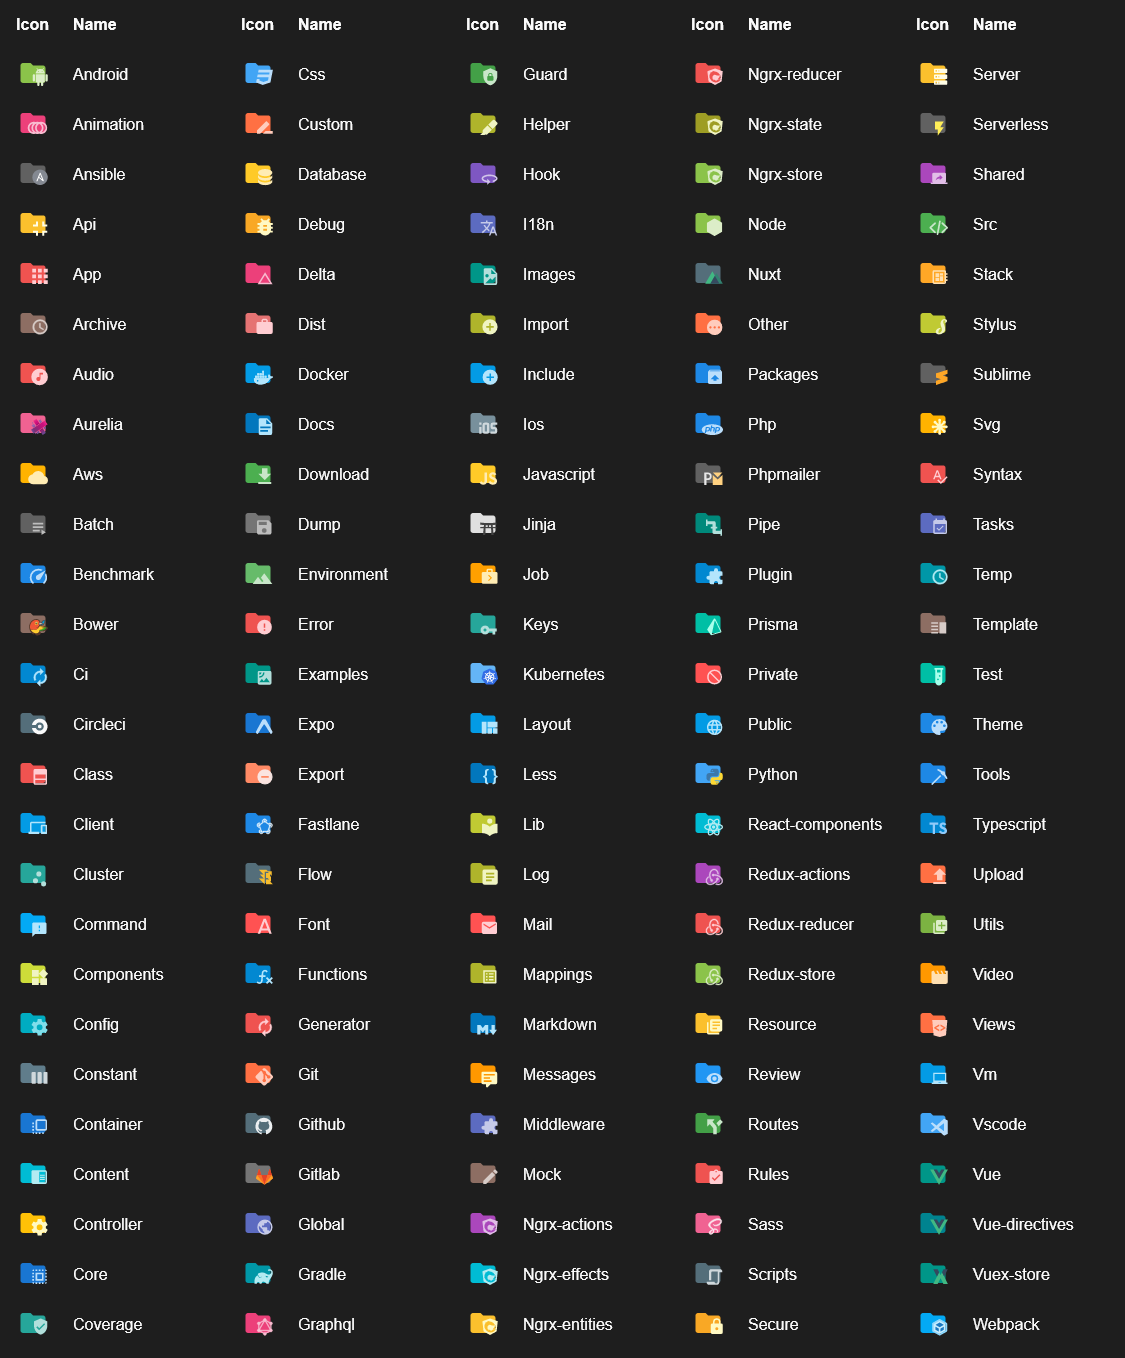 Icon Name Icon Name Icon Name Icon Name Icon Name
Android Css Guard Ngrx-reducer Server
Animation Custom Helper Ngrx-state Serverless
Ansible Database Hook Ngrx-store Shared
Api Debug I18n Node Src
App Delta Images Nuxt Stack
Archive Dist Import Other Stylus
Audio Docker Include Packages Sublime
Aurelia Docs Ios Php Svg
Aws Download Javascript Phpmailer Syntax
Batch Dump Jinja Pipe Tasks
Benchmark Environment Job Plugin Temp
Bower Error Keys Prisma Template
Ci Examples Kubernetes Private Test
Circleci Expo Layout Public Theme
Class Export Less Python Tools
Client Fastlane Lib React-components Typescript
Cluster Flow Log Redux-actions Upload
Command Font Mail Redux-reducer Utils
Components Functions Mappings Redux-store Video
Config Generator Markdown Resource Views
Constant Git Messages Review Vm
Container Github Middleware Routes Vscode
Content Gitlab Mock Rules Vue
Controller Global Ngrx-actions Sass Vue-directives
Core Gradle Ngrx-effects Scripts Vuex-store
Coverage Graphql Ngrx-entities Secure Webpack